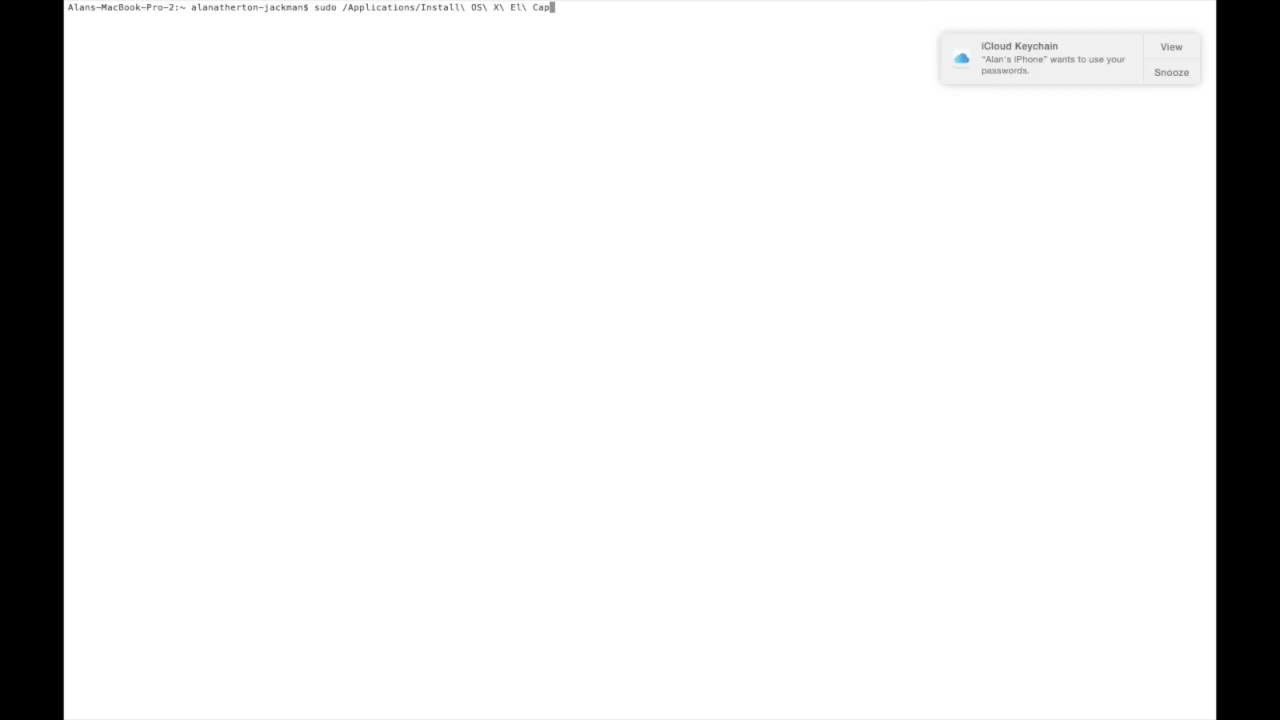 Alans-MacBook-Pro-2:~ alanatherton-jackman$ sudo /Applications/Install\ OS\ X\ El\ Cap
iCloud Keychain
“Alan’s iPhone” wants to use your
passwords.
View
Snooze